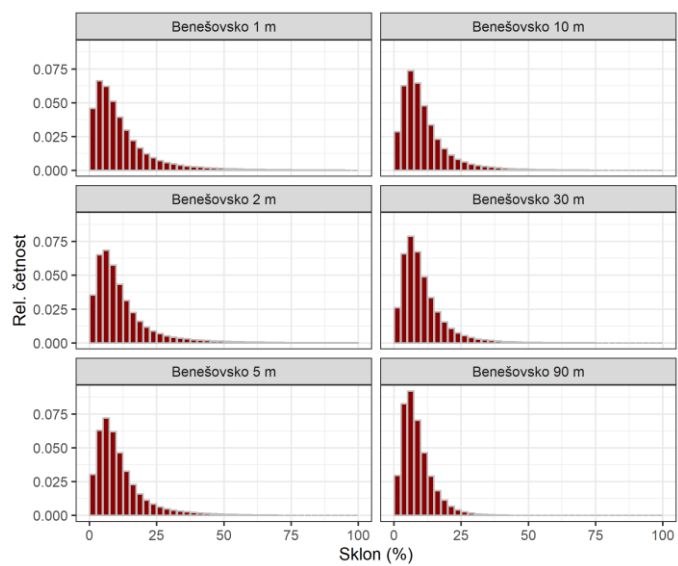 Benešovsko 1 m
Benešovsko 10 m
0.075
0.050
0.025
0.000
Benešovsko 2 m
Benešovsko 30 m
0.075
0.050
0.025
0.000
Rel. četnost
Benešovsko 5 m
Benešovsko 90 m
0.075
0.050
0.025
0.000
0 25 50 75 100
0 25 50 75 100
Sklon (%)